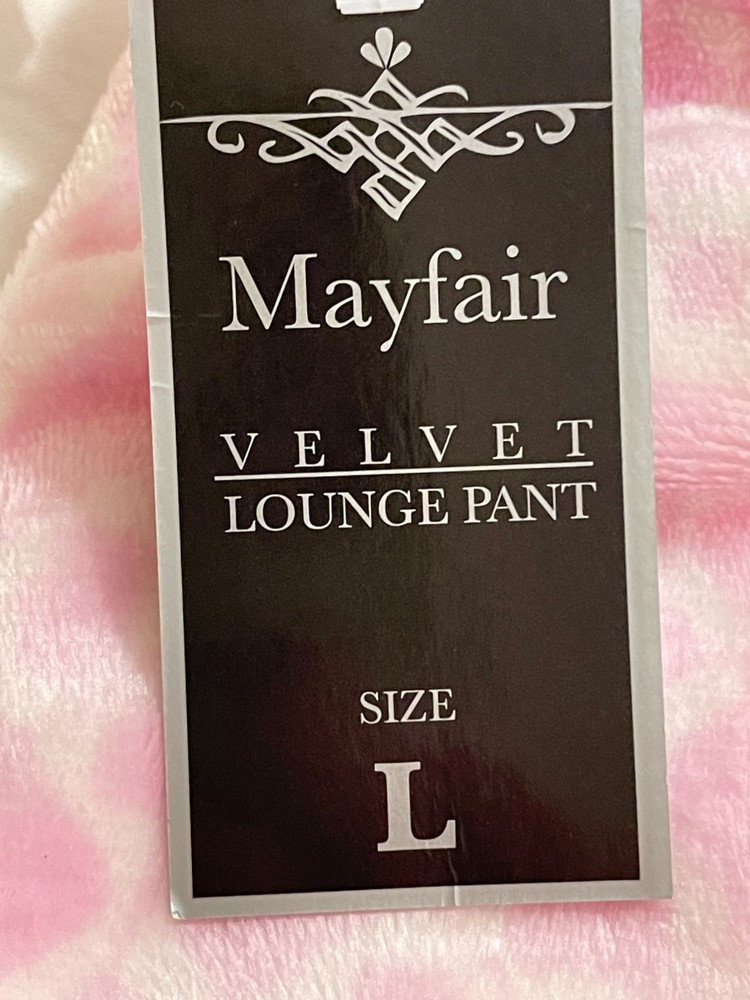 Mayfair
VELVET
LOUNGE PANT
SIZE
L